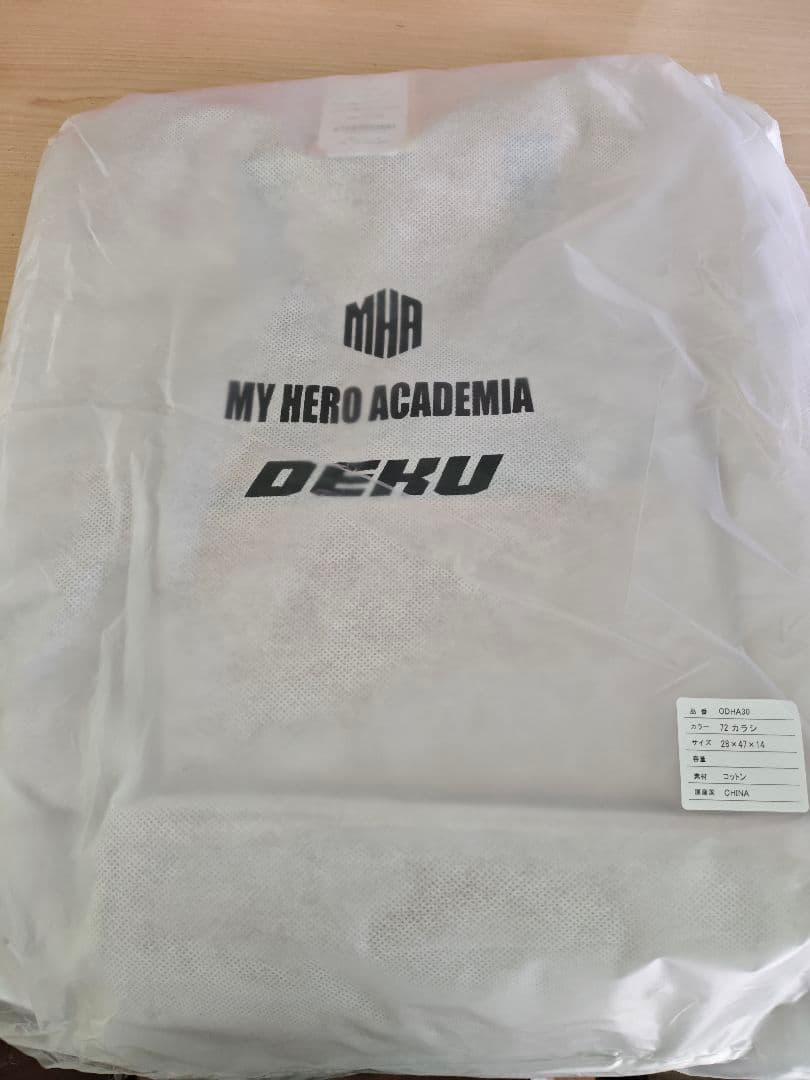 MHA
MY HERO ACADEMIA
DEKU
品番 ODHA30
カラー 72 カラシ
サイズ 28×47×14
容量
素材 コットン
原産国 CHINA